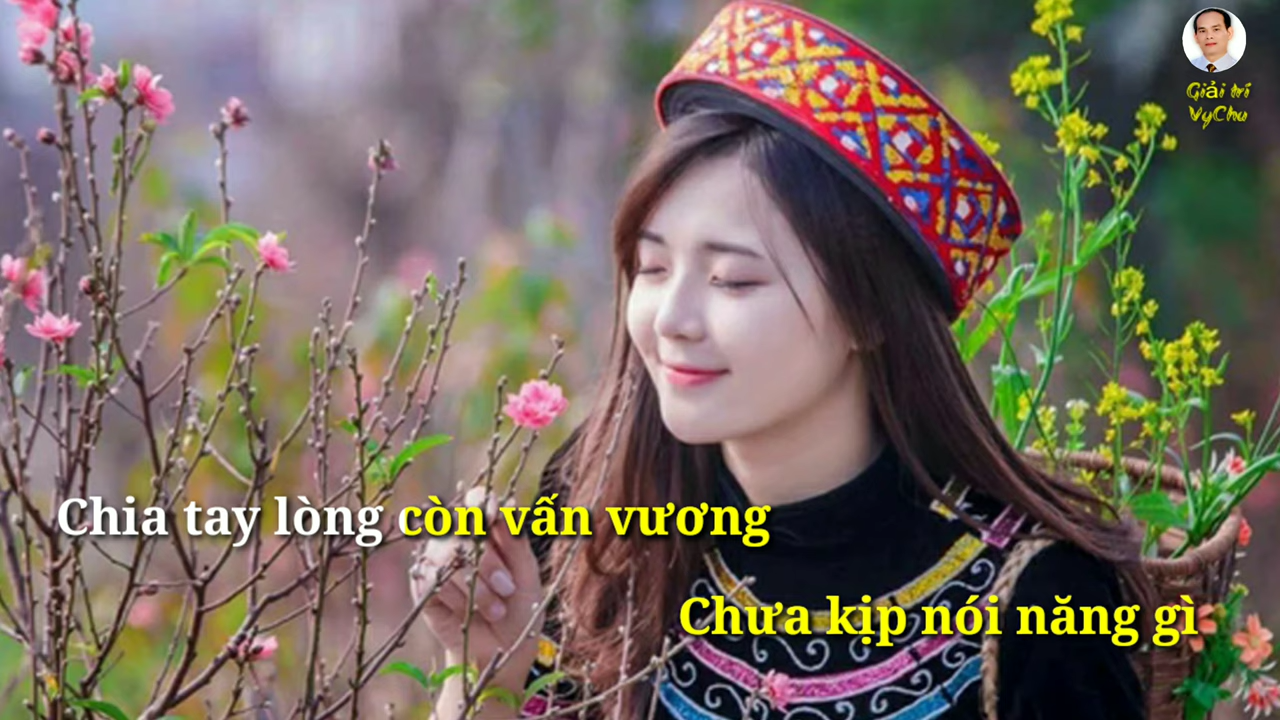 Giải trí
VyChu
Chia tay lòng còn vấn vương
Chưa kịp nói năng gì